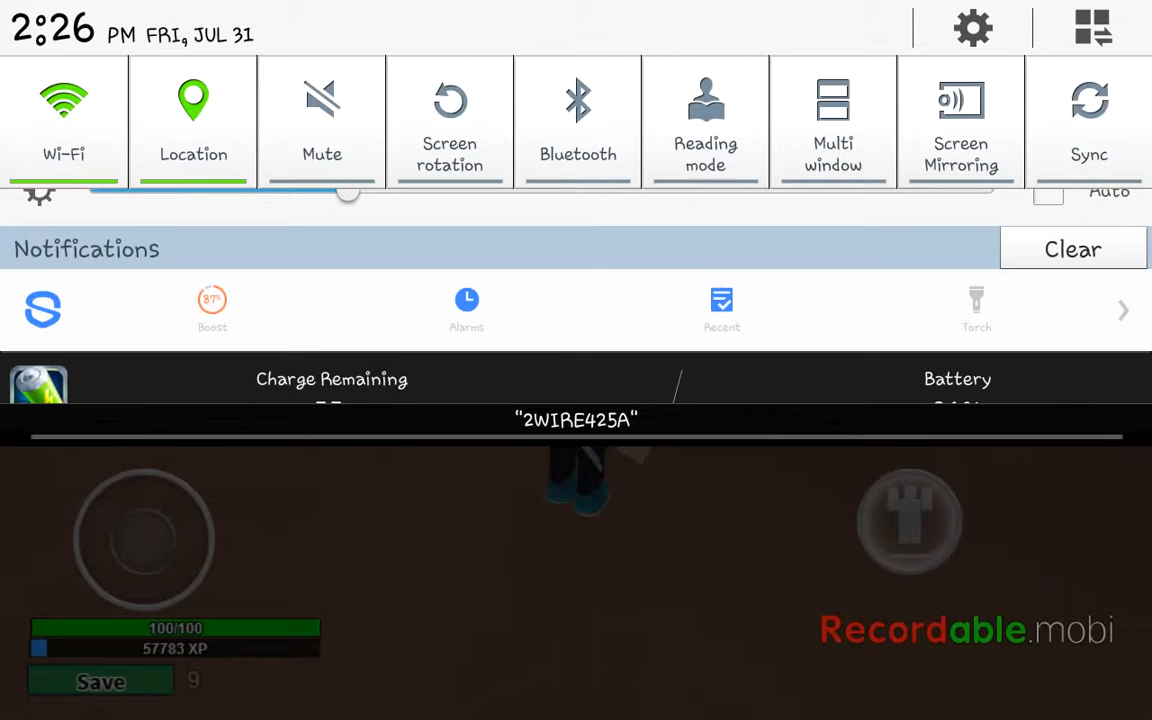 2:26 PM FRI, JUL 31
Wi-Fi
Location
Mute
Screen
rotation
Bluetooth
Reading
mode
Multi
window
Screen
Mirroring
Sync
Auto
Notifications
Clear
87%
Boost
Alarms
Recent
Torch
Charge Remaining
Battery
"2WIRE425A"
100/100
57783 XP
Save 9
Recordable.mobi